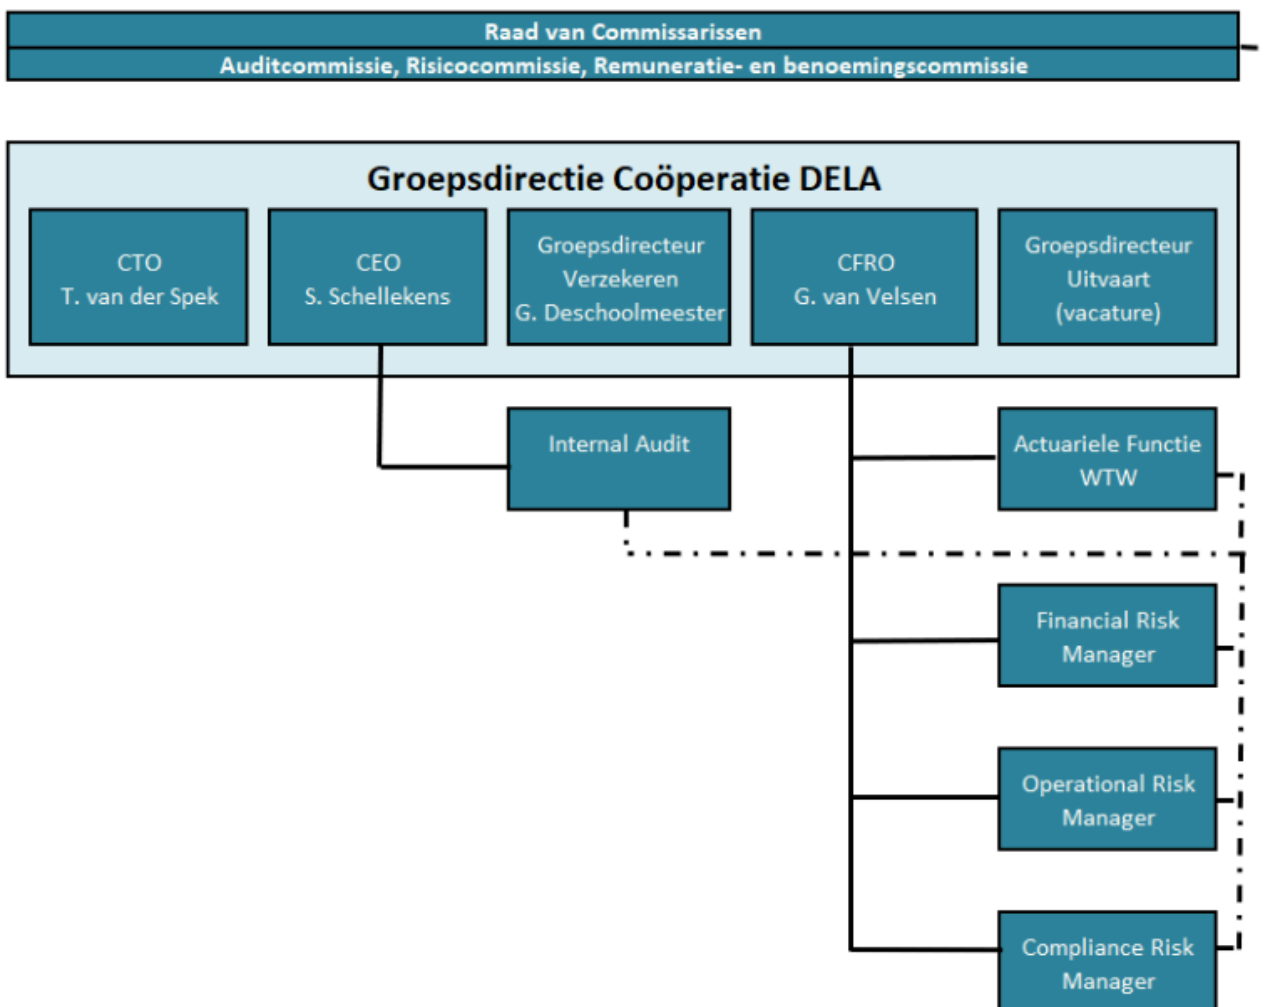 Raad van Commissarissen
Auditcommissie, Risicocommissie, Remuneratie- en benoemingscommissie
Groepsdirectie Coöperatie DELA
CTO
T. van der Spek
CEO
S. Schellekens
Groepsdirecteur
Verzekeren
G. Deschoolmeester
CFRO
G. van Velsen
Groepsdirecteur
Uitvaart
(vacature)
Internal Audit
Actuariele Functie
WTW
Financial Risk
Manager
Operational Risk
Manager
Compliance Risk
Manager